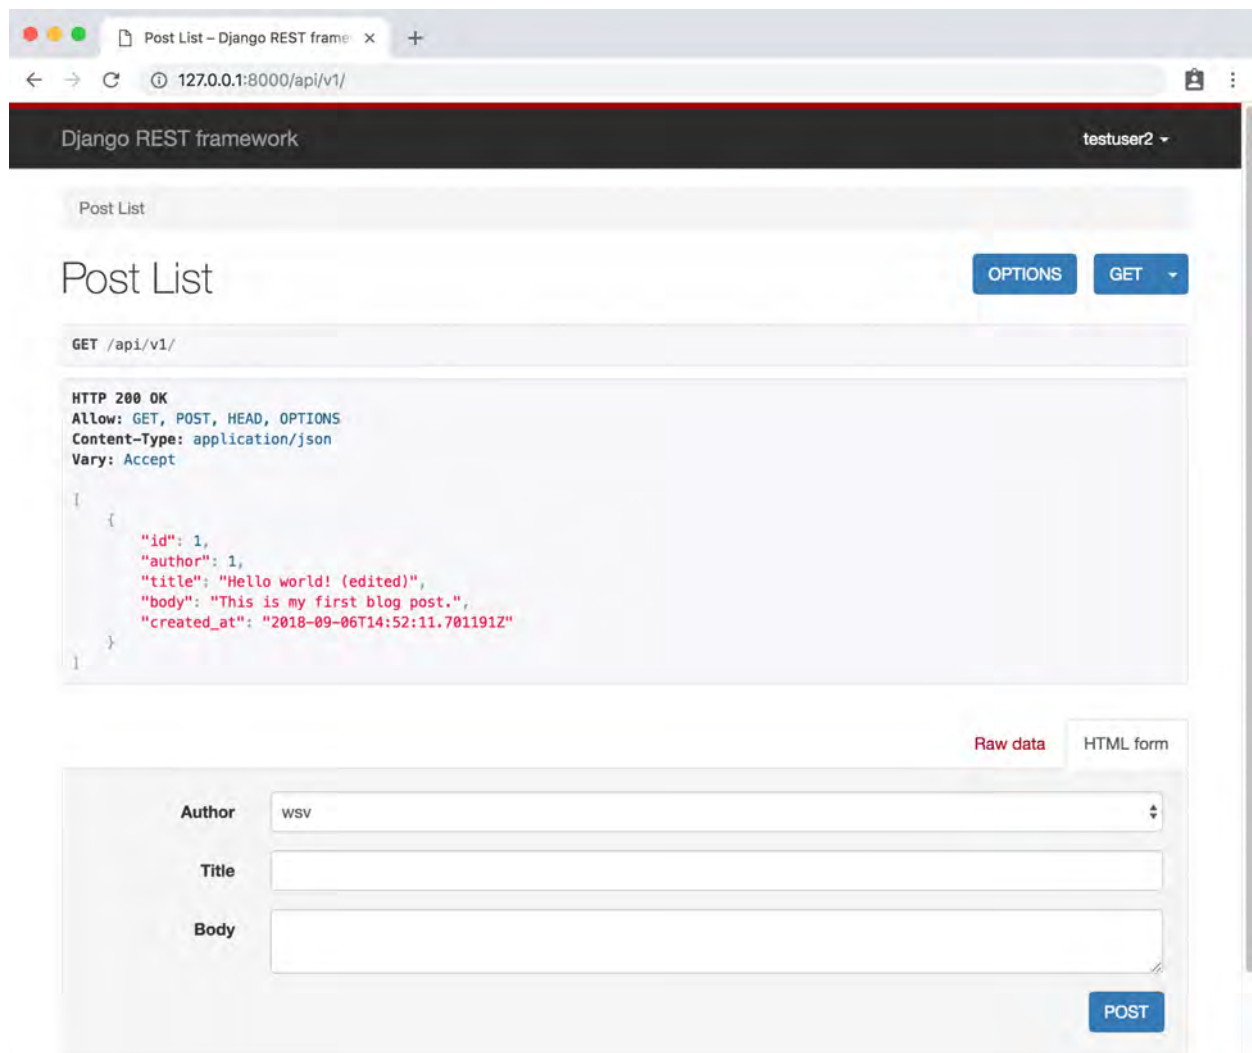 Post List – Django REST frame
127.0.0.1:8000/api/v1/
Django REST framework
testuser2
Post List
Post List
OPTIONS
GET
GET /api/v1/
HTTP 200 OK
Allow: GET, POST, HEAD, OPTIONS
Content-Type: application/json
Vary: Accept
[
{
"id": 1,
"author": 1,
"title": "Hello world! (edited)",
"body": "This is my first blog post.",
"created_at": "2018-09-06T14:52:11.701191Z"
}
]
Raw data
HTML form
Author
wsv
Title
Body
POST